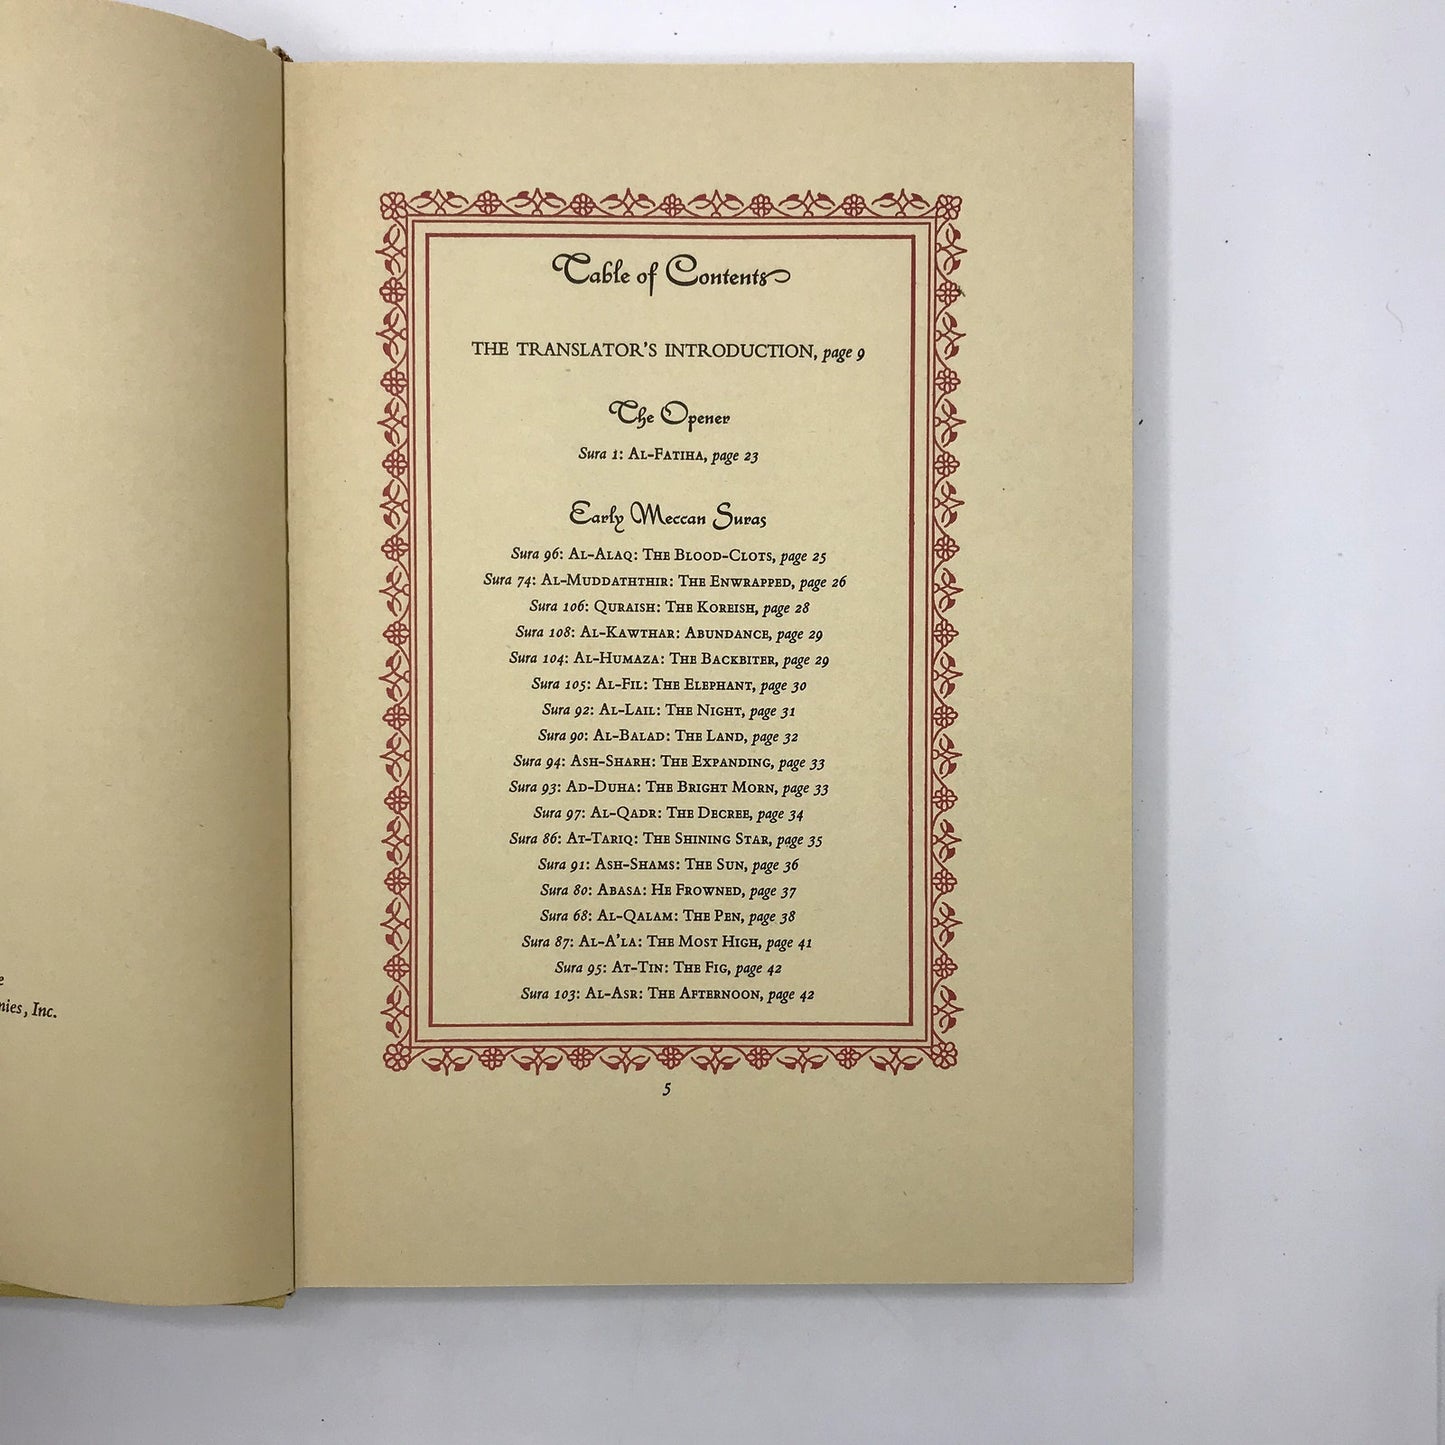 e
nies, Inc.
Table of Contents
THE TRANSLATOR'S INTRODUCTION, page 9
The Opener
Sura 1: Al-Fatiha, page 23
Early Meccan Suras
Sura 96: Al-Alaq: The Blood-Clots, page 25
Sura 74: Al-Muddaththir: The Enwrapped, page 26
Sura 106: Quraish: The Koreish, page 28
Sura 108: Al-Kawthar: Abundance, page 29
Sura 104: Al-Humaza: The Backbiter, page 29
Sura 105: Al-Fil: The Elephant, page 30
Sura 92: Al-Lail: The Night, page 31
Sura 90: Al-Balad: The Land, page 32
Sura 94: Ash-Sharh: The Expanding, page 33
Sura 93: Ad-Duha: The Bright Morn, page 33
Sura 97: Al-Qadr: The Decree, page 34
Sura 86: At-Tariq: The Shining Star, page 35
Sura 91: Ash-Shams: The Sun, page 36
Sura 80: Abasa: He Frowned, page 37
Sura 68: Al-Qalam: The Pen, page 38
Sura 87: Al-A'la: The Most High, page 41
Sura 95: At-Tin: The Fig, page 42
Sura 103: Al-Asr: The Afternoon, page 42
5